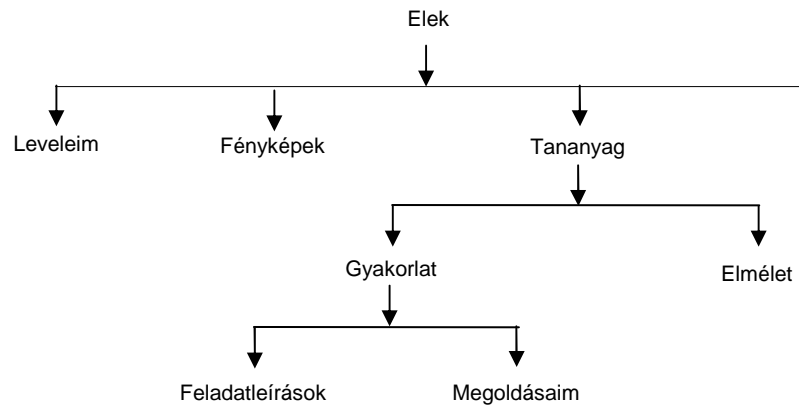 Elek
Leveleim Fényképek Tananyag
Gyakorlat Elmélet
Feladatleírások Megoldásaim